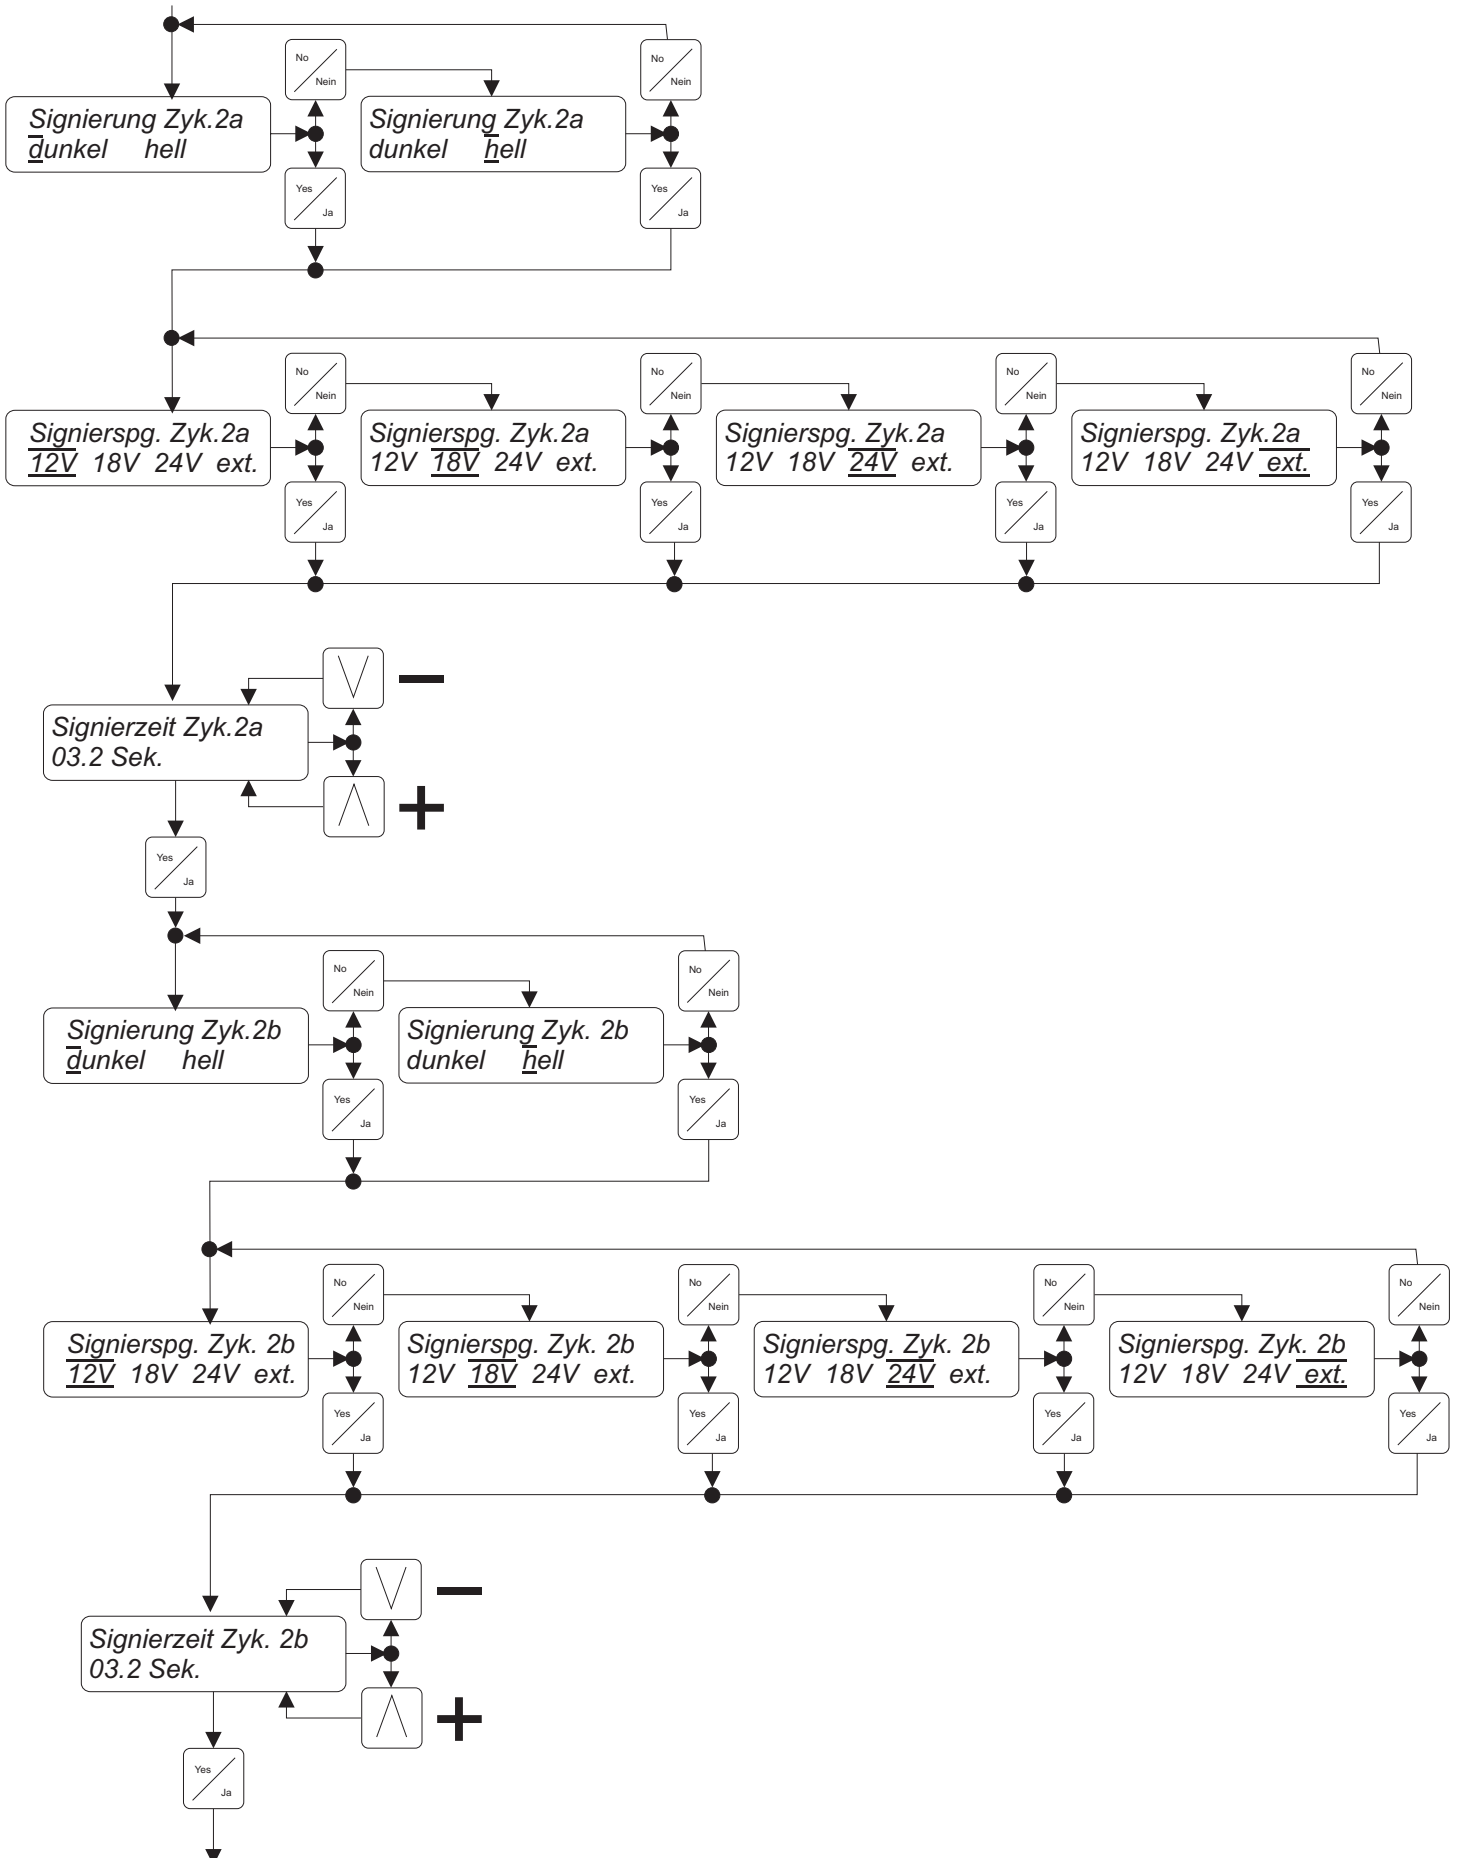 No
Nein
No
Nein
Signierung Zyk.2a
dunkel hell
Signierung Zyk.2a
dunkel hell
Yes
Ja
Yes
Ja
No
Nein
No
Nein
No
Nein
No
Nein
Signierspg. Zyk.2a
12V 18V 24V ext.
Signierspg. Zyk.2a
12V 18V 24V ext.
Signierspg. Zyk.2a
12V 18V 24V ext.
Signierspg. Zyk.2a
12V 18V 24V ext.
Yes
Ja
Yes
Ja
Yes
Ja
Yes
Ja
−
Signierzeit Zyk.2a
03.2 Sek.
+
Yes
Ja
No
Nein
No
Nein
Signierung Zyk.2b
dunkel hell
Signierung Zyk. 2b
dunkel hell
Yes
Ja
Yes
Ja
No
Nein
No
Nein
No
Nein
No
Nein
Signierspg. Zyk. 2b
12V 18V 24V ext.
Signierspg. Zyk. 2b
12V 18V 24V ext.
Signierspg. Zyk. 2b
12V 18V 24V ext.
Signierspg. Zyk. 2b
12V 18V 24V ext.
Yes
Ja
Yes
Ja
Yes
Ja
Yes
Ja
−
Signierzeit Zyk. 2b
03.2 Sek.
+
Yes
Ja